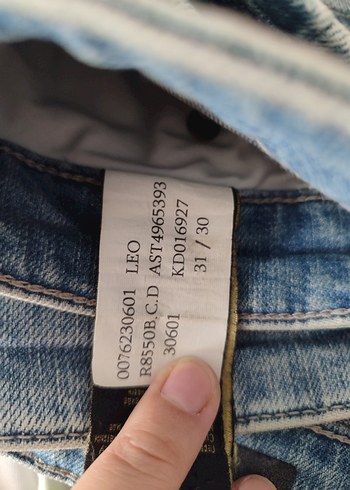 0076230601 LEO
R8550B,C.D AST4965393
30601 KD016927
31 / 30